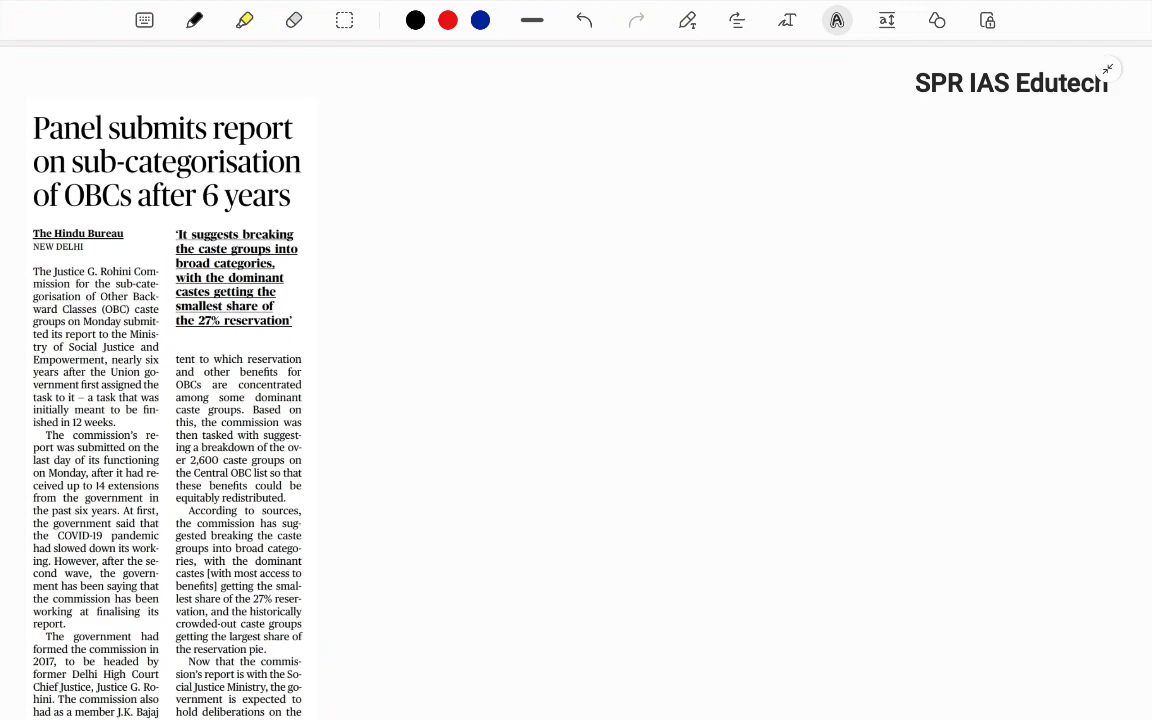 SPR IAS Edutech
Panel submits report
on sub-categorisation
of OBCs after 6 years
The Hindu Bureau
NEW DELHI
The Justice G. Rohini Com-
mission for the sub-cate-
gorisation of Other Back-
ward Classes (OBC) caste
groups on Monday submit-
ted its report to the Minis-
try of Social Justice and
Empowerment, nearly six
years after the Union go-
vernment first assigned the
task to it – a task that was
initially meant to be fin-
ished in 12 weeks.
The commission's re-
port was submitted on the
last day of its functioning
on Monday, after it had re-
ceived up to 14 extensions
from the government in
the past six years. At first,
the government said that
the COVID-19 pandemic
had slowed down its work-
ing. However, after the se-
cond wave, the govern-
ment has been saying that
the commission has been
working at finalising its
report.
The government had
formed the commission in
2017, to be headed by
former Delhi High Court
Chief Justice, Justice G. Ro-
hini. The commission also
had as a member J.K. Bajaj
'It suggests breaking
the caste groups into
broad categories,
with the dominant
castes getting the
smallest share of
the 27% reservation'
tent to which reservation
and other benefits for
OBCs are concentrated
among some dominant
caste groups. Based on
this, the commission was
then tasked with suggest-
ing a breakdown of the ov-
er 2,600 caste groups on
the Central OBC list so that
these benefits could be
equitably redistributed.
According to sources,
the commission has sug-
gested breaking the caste
groups into broad catego-
ries, with the dominant
castes [with most access to
benefits] getting the smal-
lest share of the 27% reser-
vation, and the historically
crowded-out caste groups
getting the largest share of
the reservation pie.
Now that the commis-
sion's report is with the So-
cial Justice Ministry, the go-
vernment is expected to
hold deliberations on the